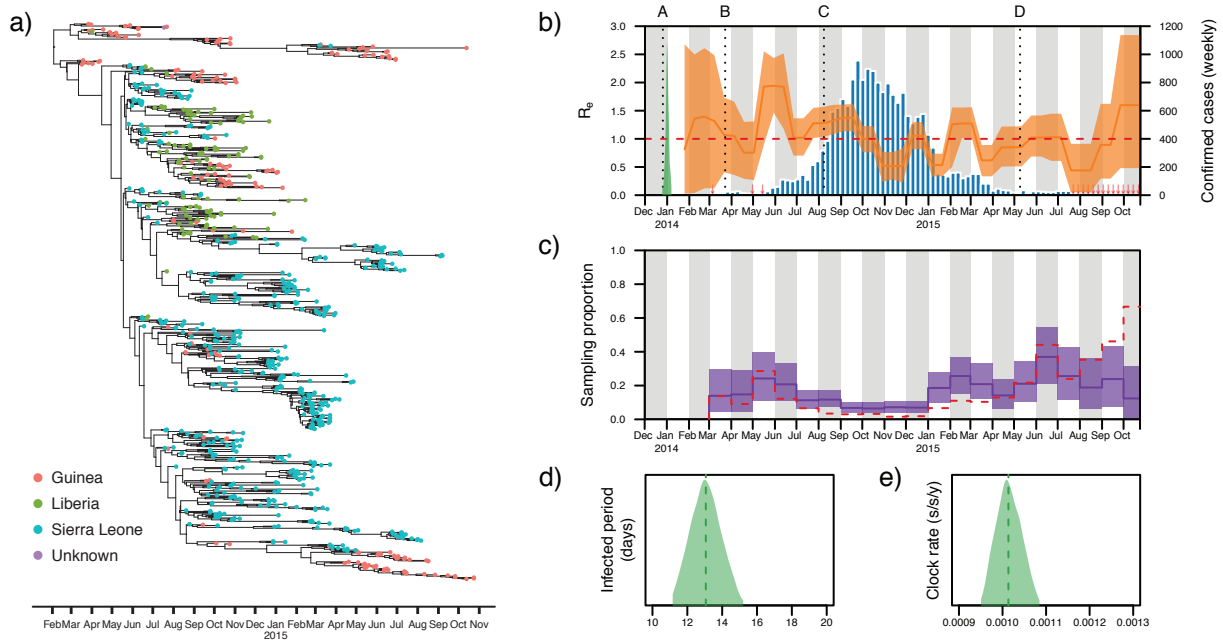 a)
Guinea
Liberia
Sierra Leone
Unknown
Feb Mar Apr May Jun Jul Aug Sep Oct Nov Dec Jan Feb Mar Apr May Jun Jul Aug Sep Oct Nov
2015
b)
A B C D
Re
3.0
2.5
2.0
1.5
1.0
0.5
0.0
Confirmed cases (weekly)
1200
1000
800
600
400
200
0
Dec Jan Feb Mar Apr May Jun Jul Aug Sep Oct Nov Dec Jan Feb Mar Apr May Jun Jul Aug Sep Oct
2014 2015
c)
Sampling proportion
1.0
0.8
0.6
0.4
0.2
0.0
Dec Jan Feb Mar Apr May Jun Jul Aug Sep Oct Nov Dec Jan Feb Mar Apr May Jun Jul Aug Sep Oct
2014 2015
d)
Infected period
(days)
10 12 14 16 18 20
e)
Clock rate (s/s/y)
0.0009 0.0010 0.0011 0.0012 0.0013